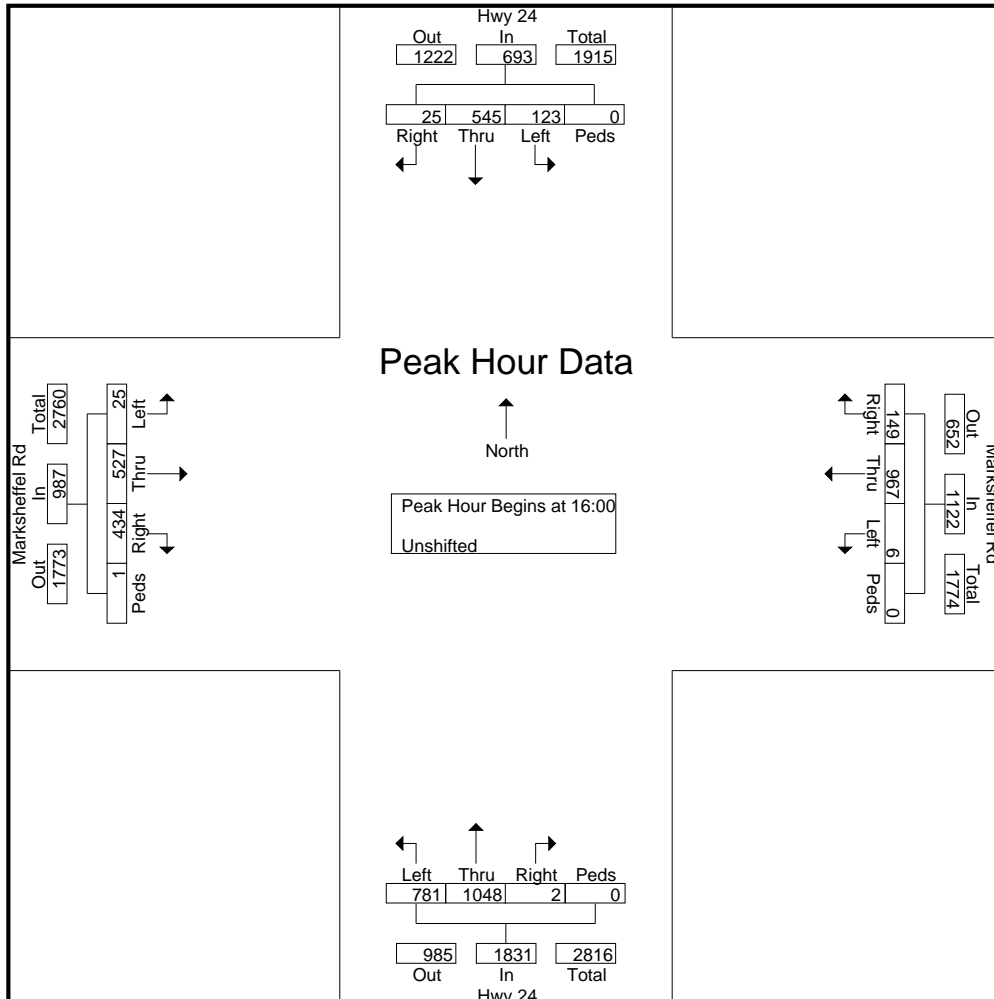 Hwy 24
Out In Total
1222 693 1915
25 545 123 0
Right Thru Left Peds
Peak Hour Data
North
Peak Hour Begins at 16:00
Unshifted
Marksheffel Rd
Out In Total
1773 987 2760
1 434 527 25
Peds Right Thru Left
Marksheffel Rd
Out In Total
652 1122 1774
149 967 6 0
Right Thru Left Peds
Left Thru Right Peds
781 1048 2 0
985 1831 2816
Out In Total
Hwy 24